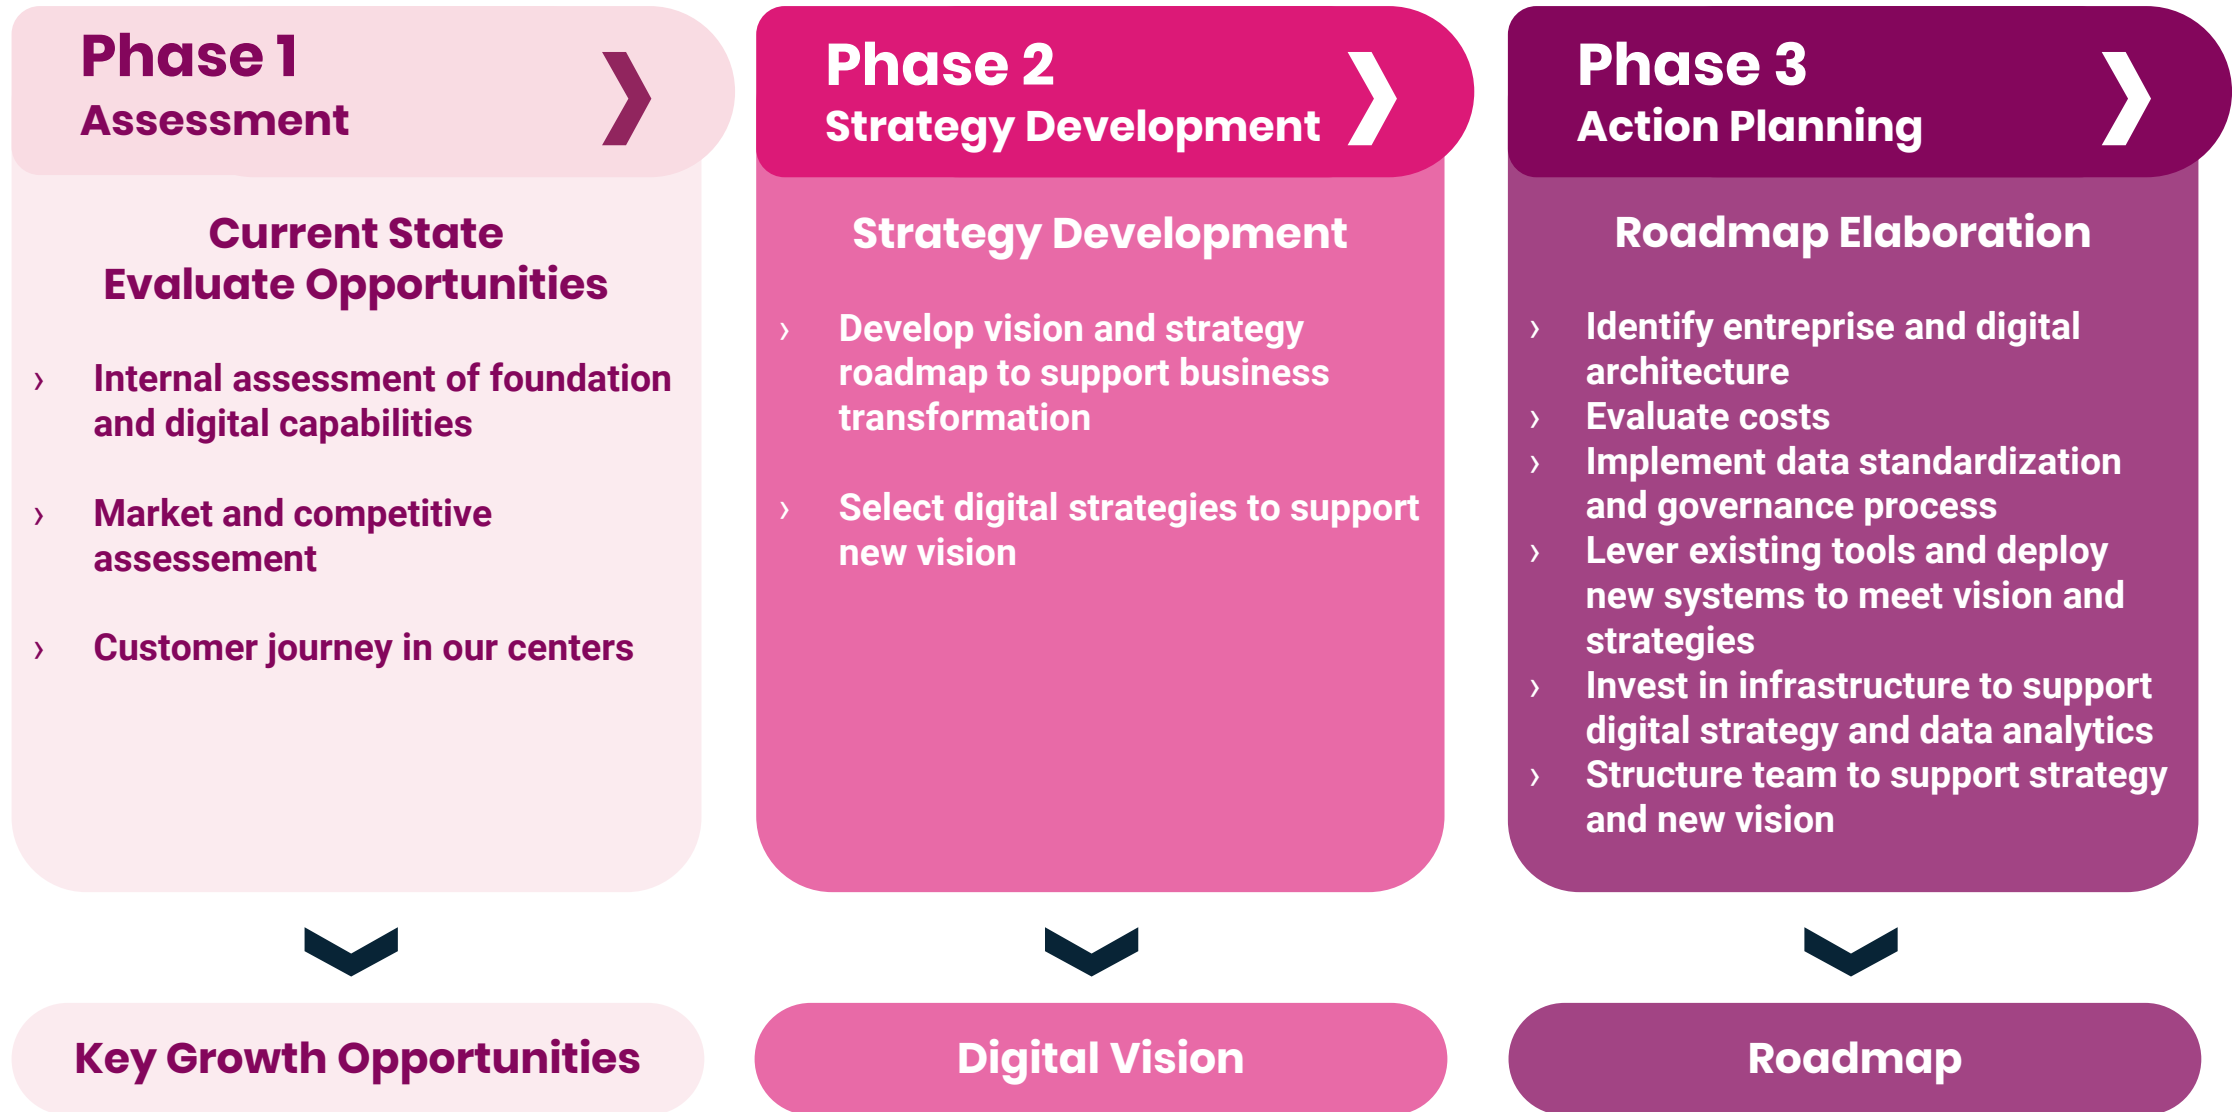 Phase 1
Assessment
Current State
Evaluate Opportunities
› Internal assessment of foundation
and digital capabilities
› Market and competitive
assessement
› Customer journey in our centers
Key Growth Opportunities
Phase 2
Strategy Development
Strategy Development
› Develop vision and strategy
roadmap to support business
transformation
› Select digital strategies to support
new vision
Digital Vision
Phase 3
Action Planning
Roadmap Elaboration
› Identify entreprise and digital
architecture
› Evaluate costs
› Implement data standardization
and governance process
› Lever existing tools and deploy
new systems to meet vision and
strategies
› Invest in infrastructure to support
digital strategy and data analytics
› Structure team to support strategy
and new vision
Roadmap